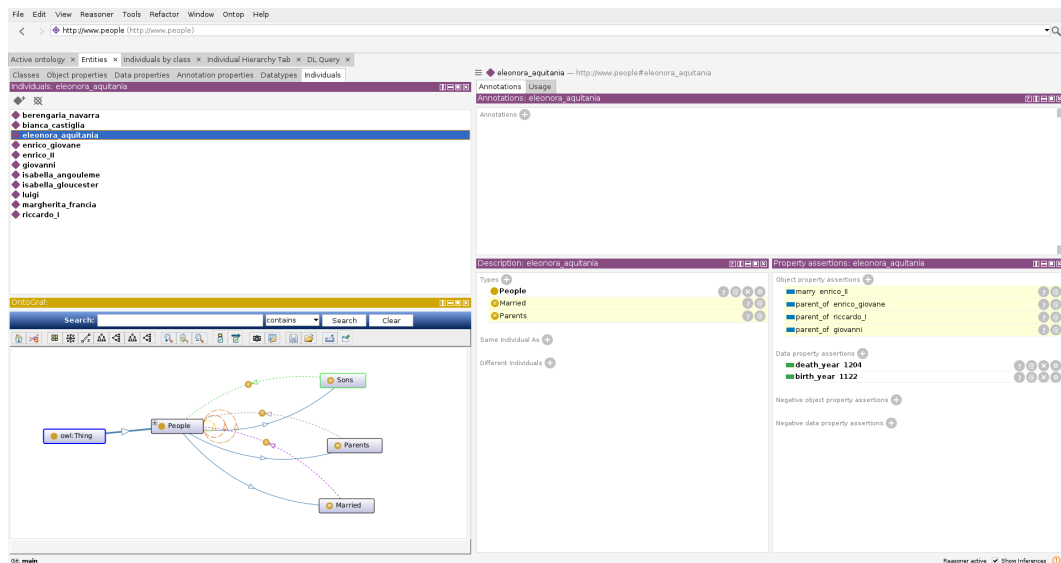 File Edit View Reasoner Tools Refactor Window Ontop Help
http://www.people (http://www.people)
Active ontology × Entities × Individuals by class × Individual Hierarchy Tab × DL Query ×
Classes Object properties Data properties Annotation properties Datatypes Individuals
Individuals: eleonora_aquitania
berengaria_navarra
bianca_castiglia
eleonora_aquitania
enrico_giovane
enrico_II
giovanni
isabella_angouleme
isabella_gloucester
luigi
margherita_francia
riccardo_I
OntoGraf:
Search: contains Search Clear
owl:Thing
People
Sons
Parents
Married
Git: main
eleonora_aquitania — http://www.people#eleonora_aquitania
Annotations Usage
Annotations: eleonora_aquitania
Annotations
Description: eleonora_aquitania
Types
People
Married
Parents
Same Individual As
Different Individuals
Property assertions: eleonora_aquitania
Object property assertions
marry enrico_II
parent_of enrico_giovane
parent_of riccardo_I
parent_of giovanni
Data property assertions
death_year 1204
birth_year 1122
Negative object property assertions
Negative data property assertions
Reasoner active Show Inferences